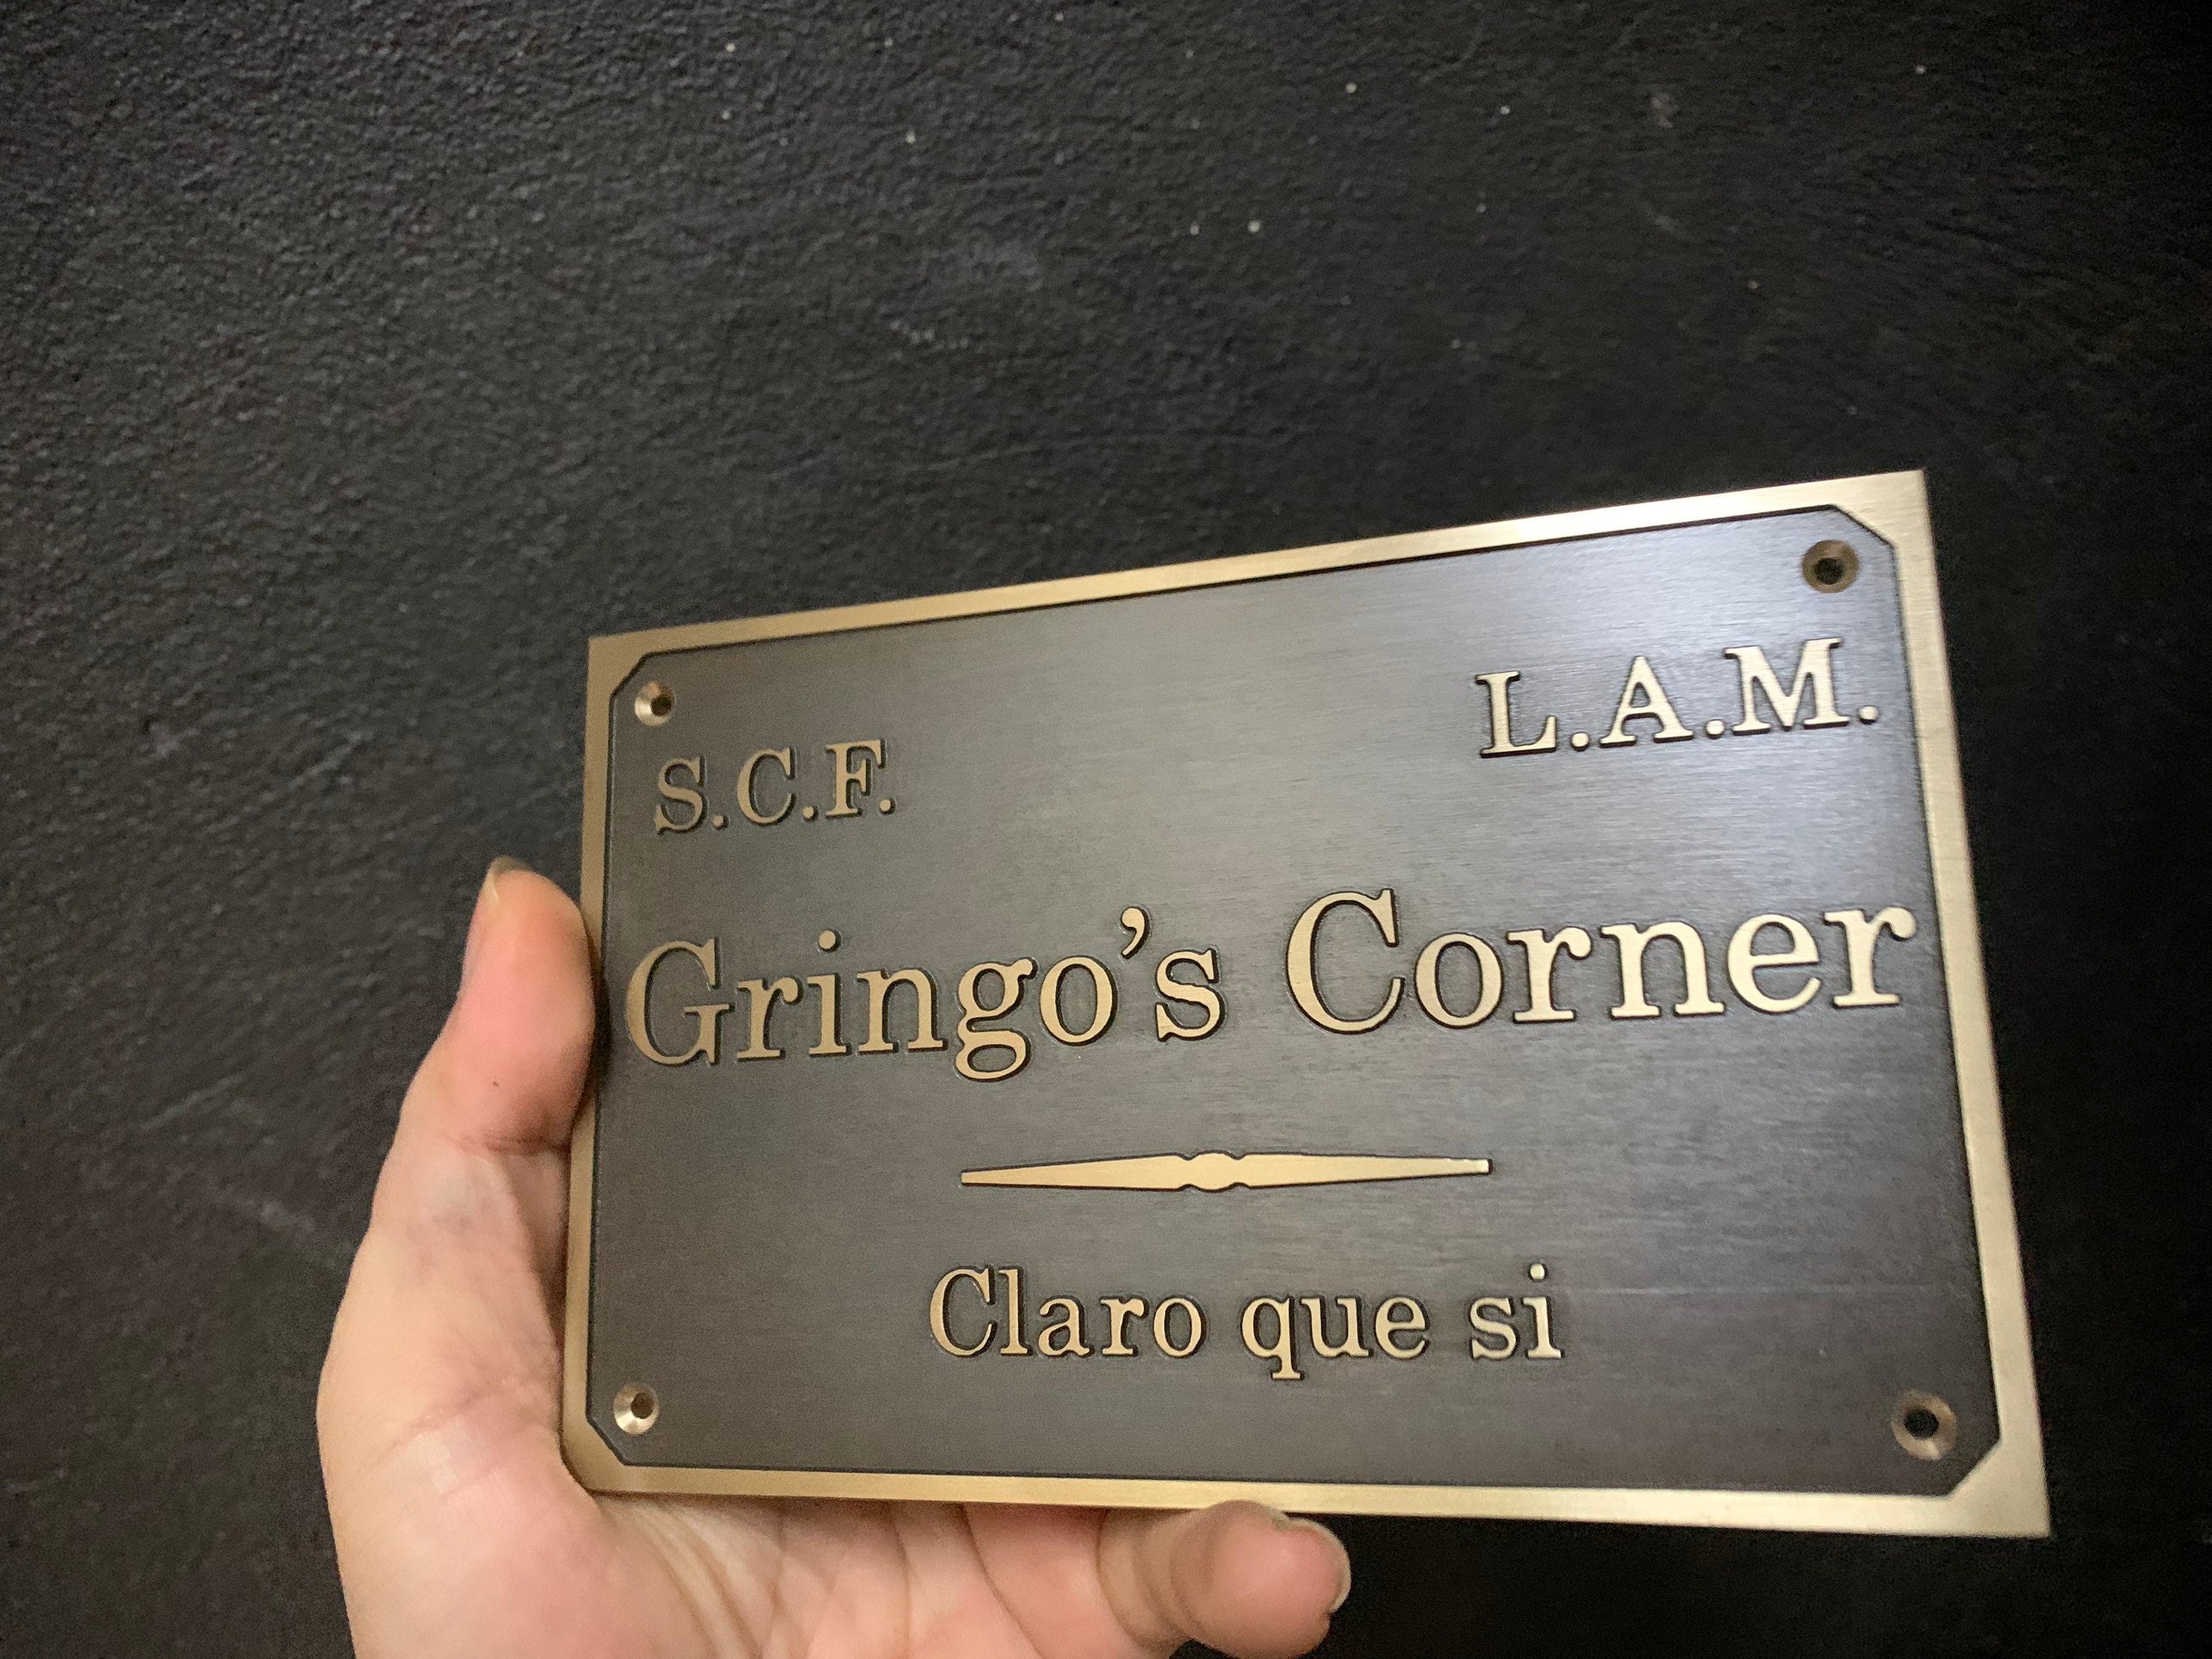 S.C.F. L.A.M.
Gringo's Corner
Claro que si